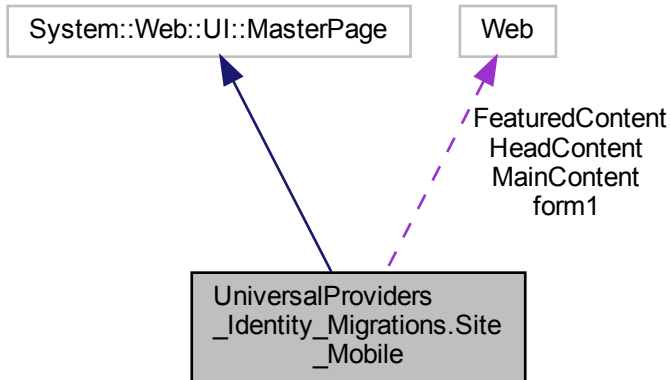 System::Web::UI::MasterPage
Web
FeaturedContent
HeadContent
MainContent
form1
UniversalProviders
_Identity_Migrations.Site
_Mobile